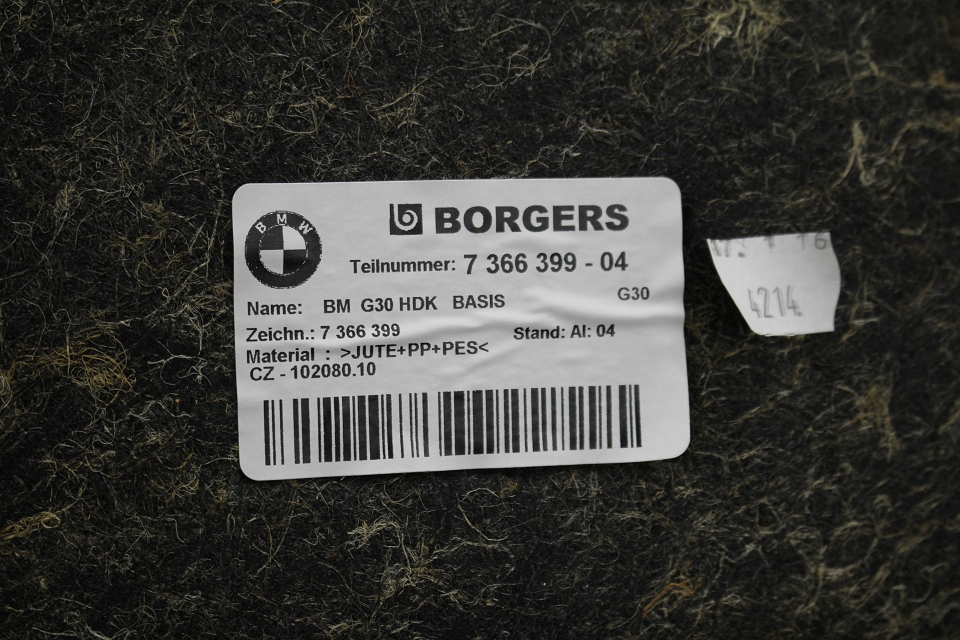 BMW
BORGERS
Teilnummer: 7 366 399 - 04
Name: BM G30 HDK BASIS G30
Zeichn.: 7 366 399 Stand: AI: 04
Material : >JUTE+PP+PES<
CZ - 102080.10
4214